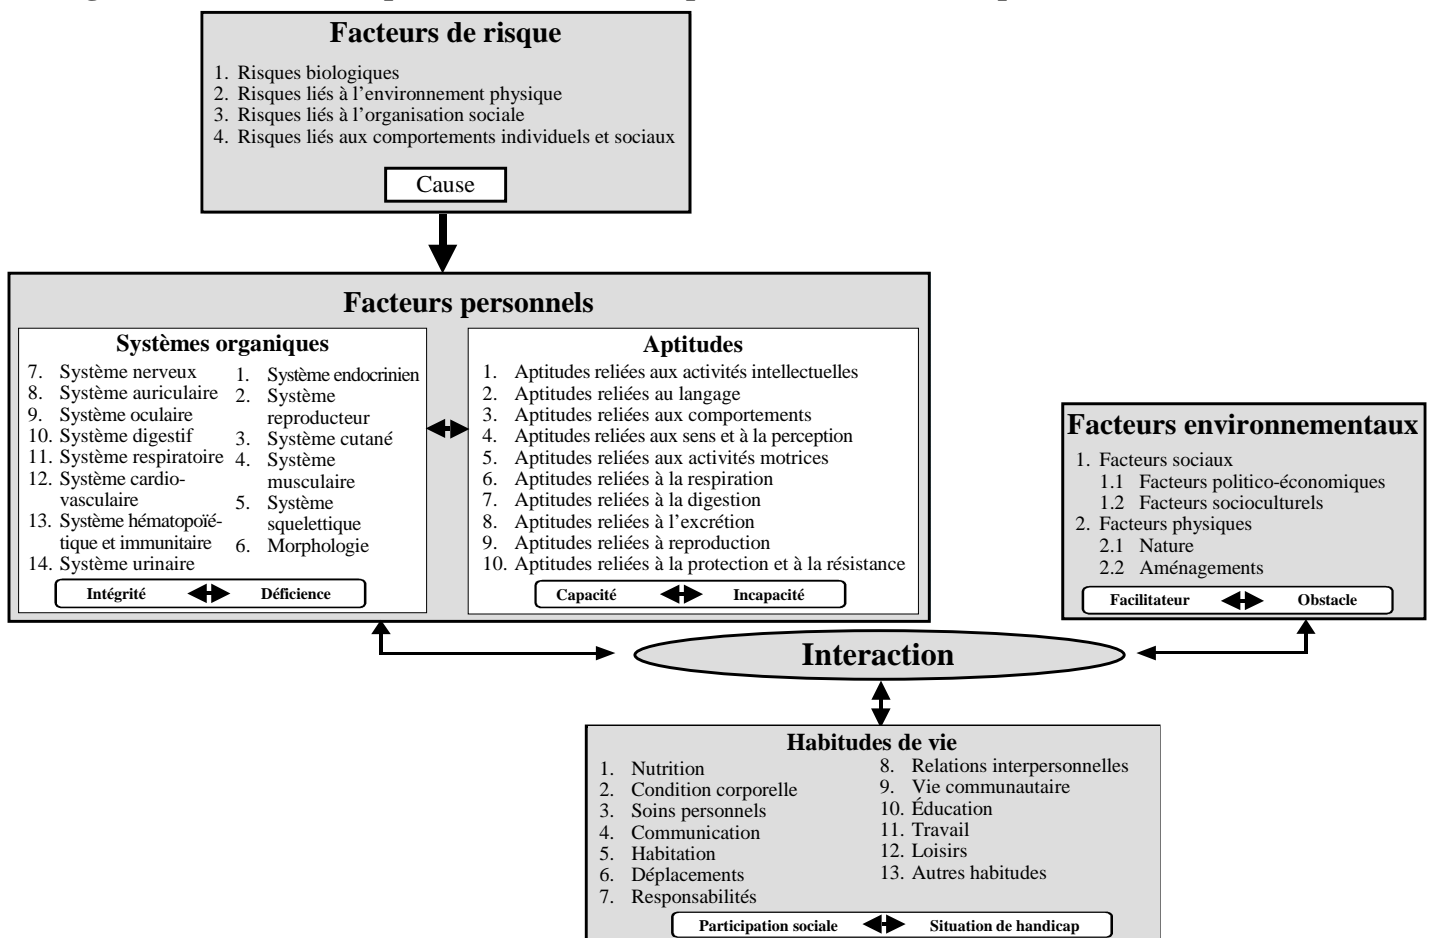 Facteurs de risque
1. Risques biologiques
2. Risques liés à l'environnement physique
3. Risques liés à l'organisation sociale
4. Risques liés aux comportements individuels et sociaux
Cause
Facteurs personnels
Systèmes organiques
7. Système nerveux
8. Système auriculaire
9. Système oculaire
10. Système digestif
11. Système respiratoire
12. Système cardio-
vasculaire
13. Système hématopoïé-
tique et immunitaire
14. Système urinaire
1. Système endocrinien
2. Système
reproducteur
3. Système cutané
4. Système
musculaire
5. Système
squelettique
6. Morphologie
Intégrité Déficience
Aptitudes
1. Aptitudes reliées aux activités intellectuelles
2. Aptitudes reliées au langage
3. Aptitudes reliées aux comportements
4. Aptitudes reliées aux sens et à la perception
5. Aptitudes reliées aux activités motrices
6. Aptitudes reliées à la respiration
7. Aptitudes reliées à la digestion
8. Aptitudes reliées à l'excrétion
9. Aptitudes reliées à reproduction
10. Aptitudes reliées à la protection et à la résistance
Capacité Incapacité
Facteurs environnementaux
1. Facteurs sociaux
1.1 Facteurs politico-économiques
1.2 Facteurs socioculturels
2. Facteurs physiques
2.1 Nature
2.2 Aménagements
Facilitateur Obstacle
Interaction
Habitudes de vie
1. Nutrition
2. Condition corporelle
3. Soins personnels
4. Communication
5. Habitation
6. Déplacements
7. Responsabilités
8. Relations interpersonnelles
9. Vie communautaire
10. Éducation
11. Travail
12. Loisirs
13. Autres habitudes
Participation sociale Situation de handicap